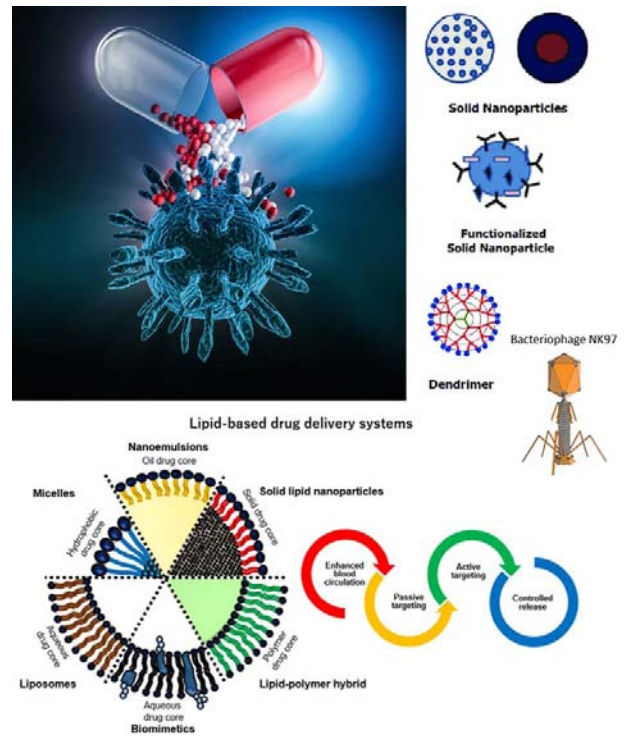 Solid Nanoparticles
Functionalized
Solid Nanoparticle
Dendrimer
Bacteriophage NK97
Lipid-based drug delivery systems
Nanoemulsions
Oil drug core
Micelles
Hydrophobic
drug core
Solid lipid nanoparticles
Solid drug core
Aqueous
drug core
Liposomes
Aqueous
drug core
Biomimetics
Polymer
drug core
Lipid-polymer hybrid
Enhanced
blood
circulation
Passive
targeting
Active
targeting
Controlled
release